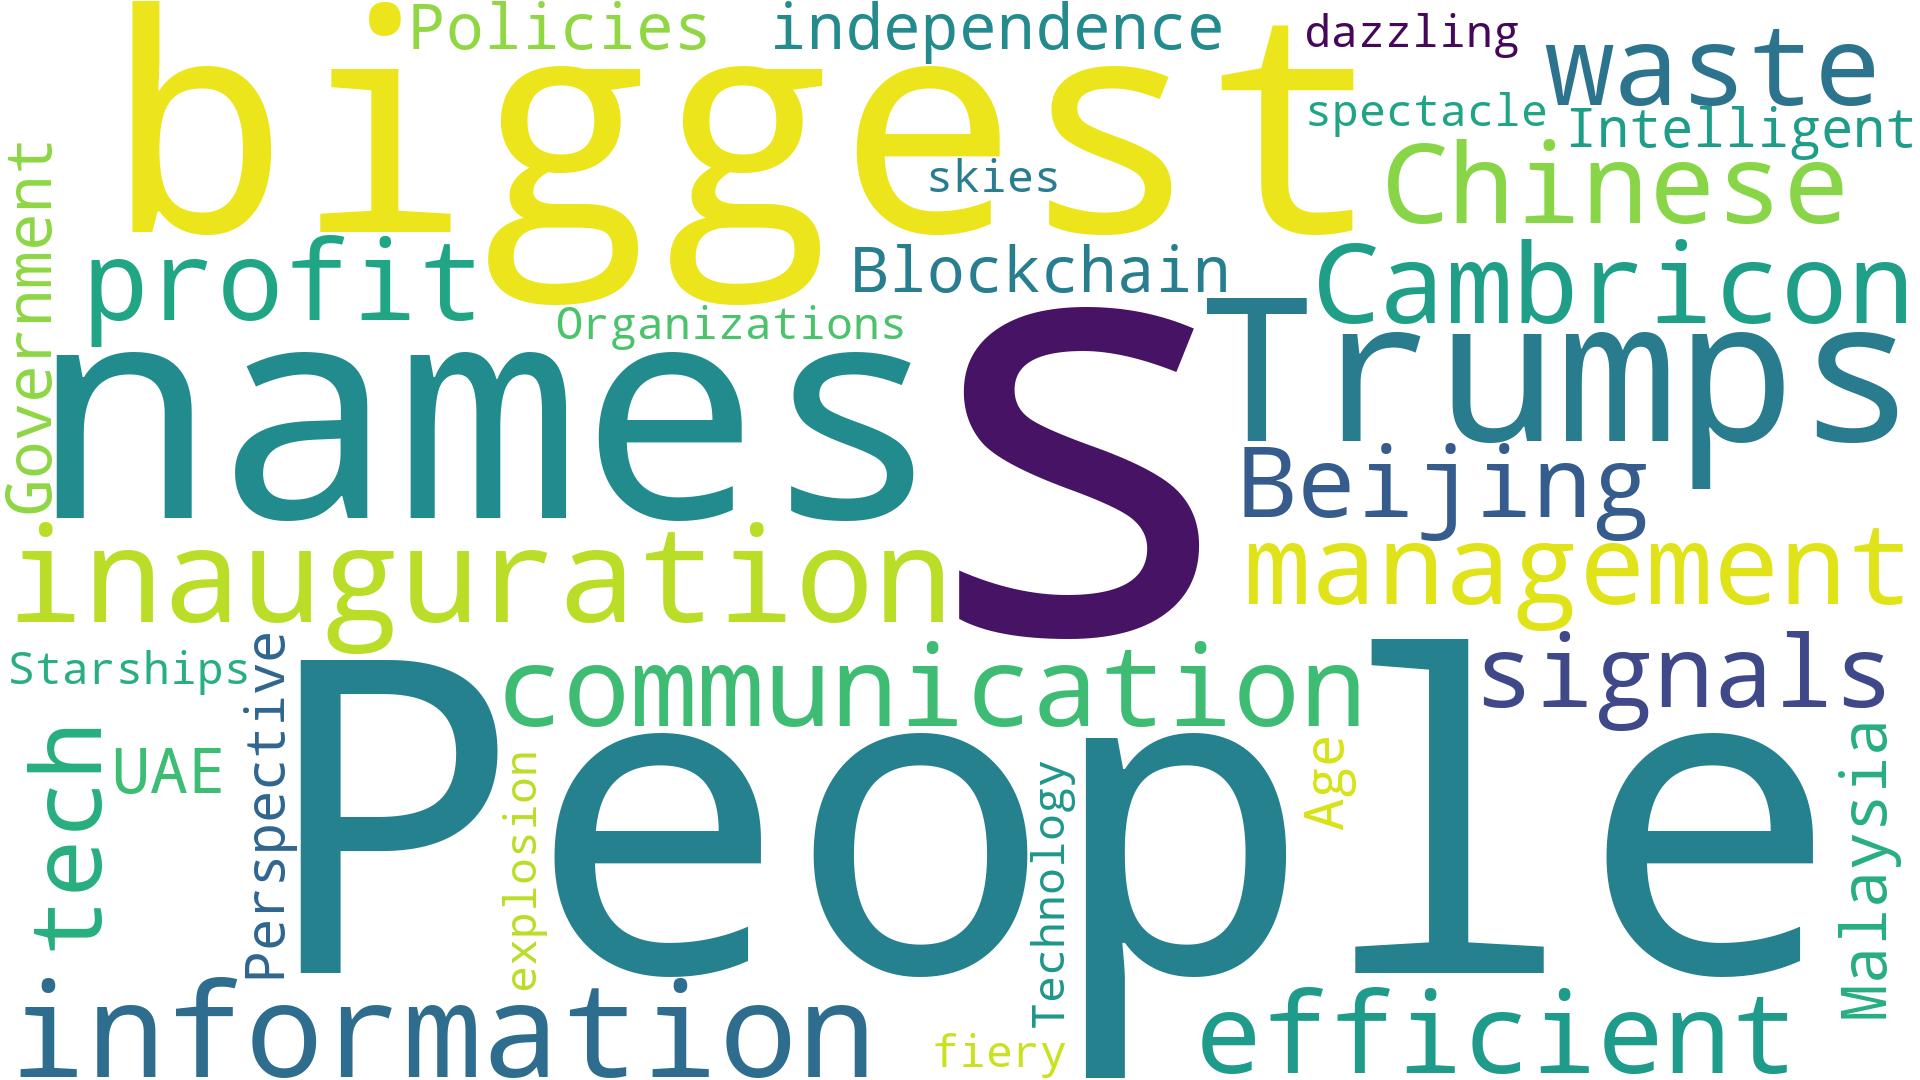 biggest
Policies
independence
dazzling
waste
spectacle
Intelligent
Chinese
skies
Government
profit
Blockchain
Cambricon
Organizations
names
s
Trumps
Beijing
inauguration
management
Starships
Perspective
communication
signals
tech
UAE
People
explosion
Technology
Age
Malaysia
information
fiery
efficient